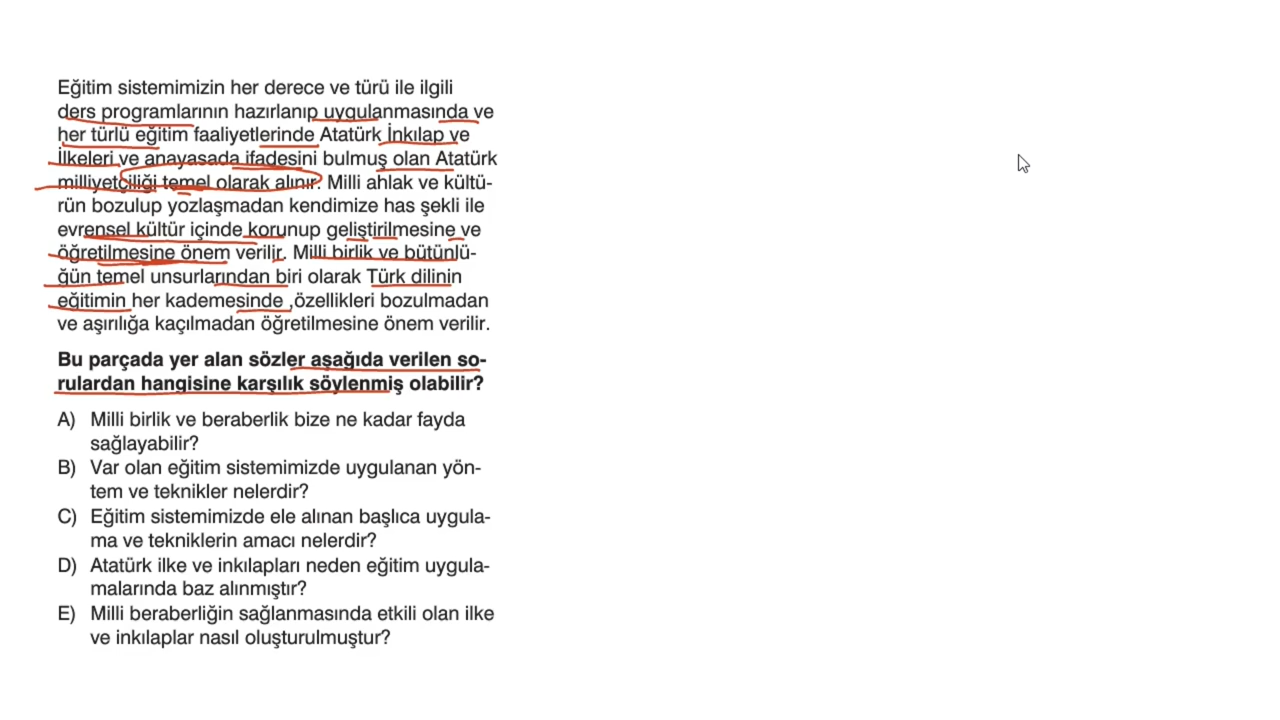 Eğitim sistemimizin her derece ve türü ile ilgili
ders programlarının hazırlanıp uygulanmasında ve
her türlü eğitim faaliyetlerinde Atatürk İnkılap ve
İlkeleri ve anayasada ifadesini bulmuş olan Atatürk
milliyetçiliği temel olarak alınır. Milli ahlak ve kültü-
rün bozulup yozlaşmadan kendimize has şekli ile
evrensel kültür içinde korunup geliştirilmesine ve
öğretilmesine önem verilir. Milli birlik ve bütünlü-
ğün temel unsurlarından biri olarak Türk dilinin
eğitimin her kademesinde ,özellikleri bozulmadan
ve aşırılığa kaçılmadan öğretilmesine önem verilir.
Bu parçada yer alan sözler aşağıda verilen so-
rulardan hangisine karşılık söylenmiş olabilir?
A) Milli birlik ve beraberlik bize ne kadar fayda
sağlayabilir?
B) Var olan eğitim sistemimizde uygulanan yön-
tem ve teknikler nelerdir?
C) Eğitim sistemimizde ele alınan başlıca uygula-
ma ve tekniklerin amacı nelerdir?
D) Atatürk ilke ve inkılapları neden eğitim uygula-
malarında baz alınmıştır?
E) Milli beraberliğin sağlanmasında etkili olan ilke
ve inkılaplar nasıl oluşturulmuştur?